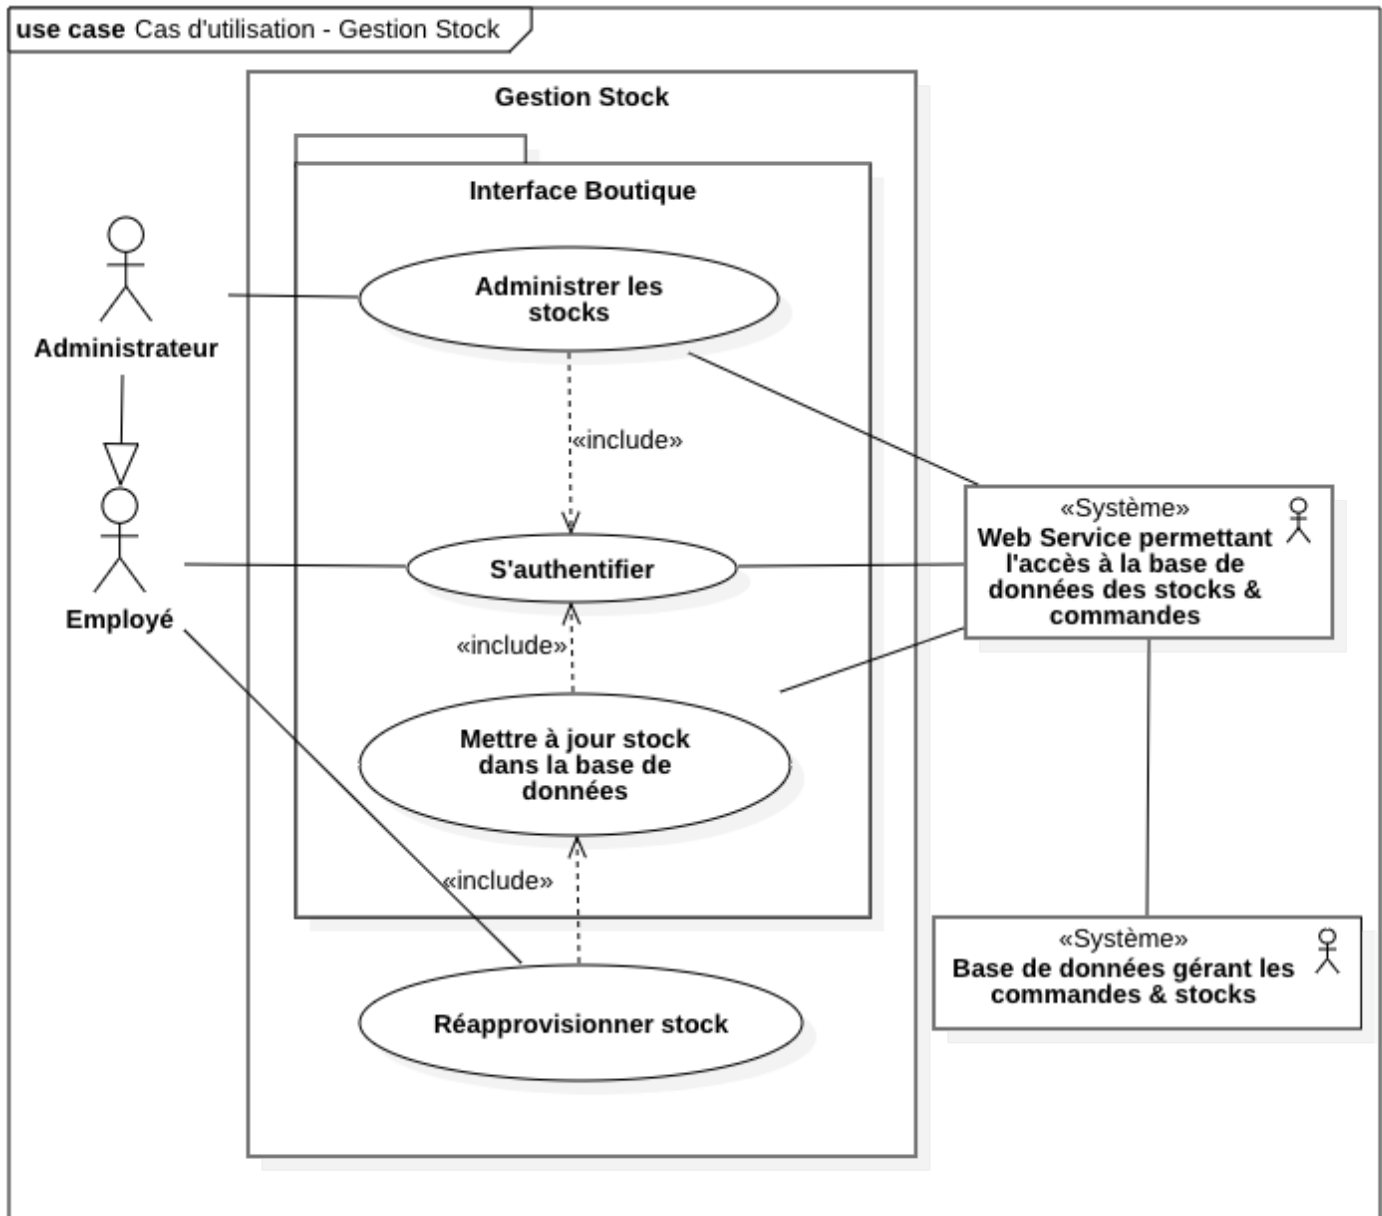 use case Cas d'utilisation - Gestion Stock
Gestion Stock
Interface Boutique
Administrer les
stocks
Administrateur
«include»
«Système»
Web Service permettant
l'accès à la base de
données des stocks &
commandes
S'authentifier
Employé
«include»
Mettre à jour stock
dans la base de
données
«include»
«Système»
Base de données gérant les
commandes & stocks
Réapprovisionner stock